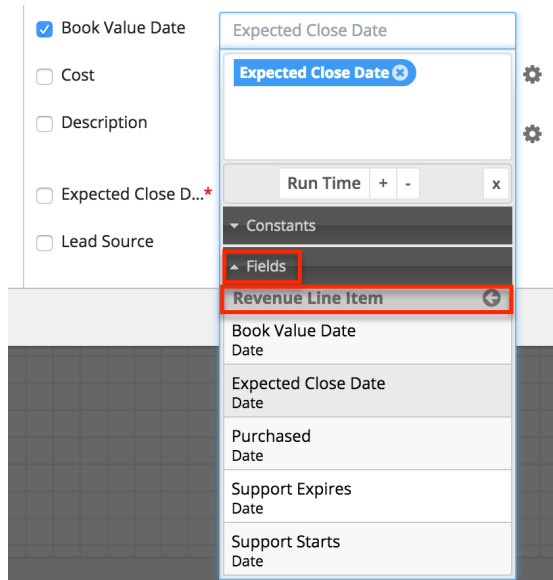 Book Value Date
Expected Close Date
Expected Close Date
Cost
Description
Run Time + - x
Expected Close D...*
Constants
Lead Source
Fields
Revenue Line Item
Book Value Date
Date
Expected Close Date
Date
Purchased
Date
Support Expires
Date
Support Starts
Date